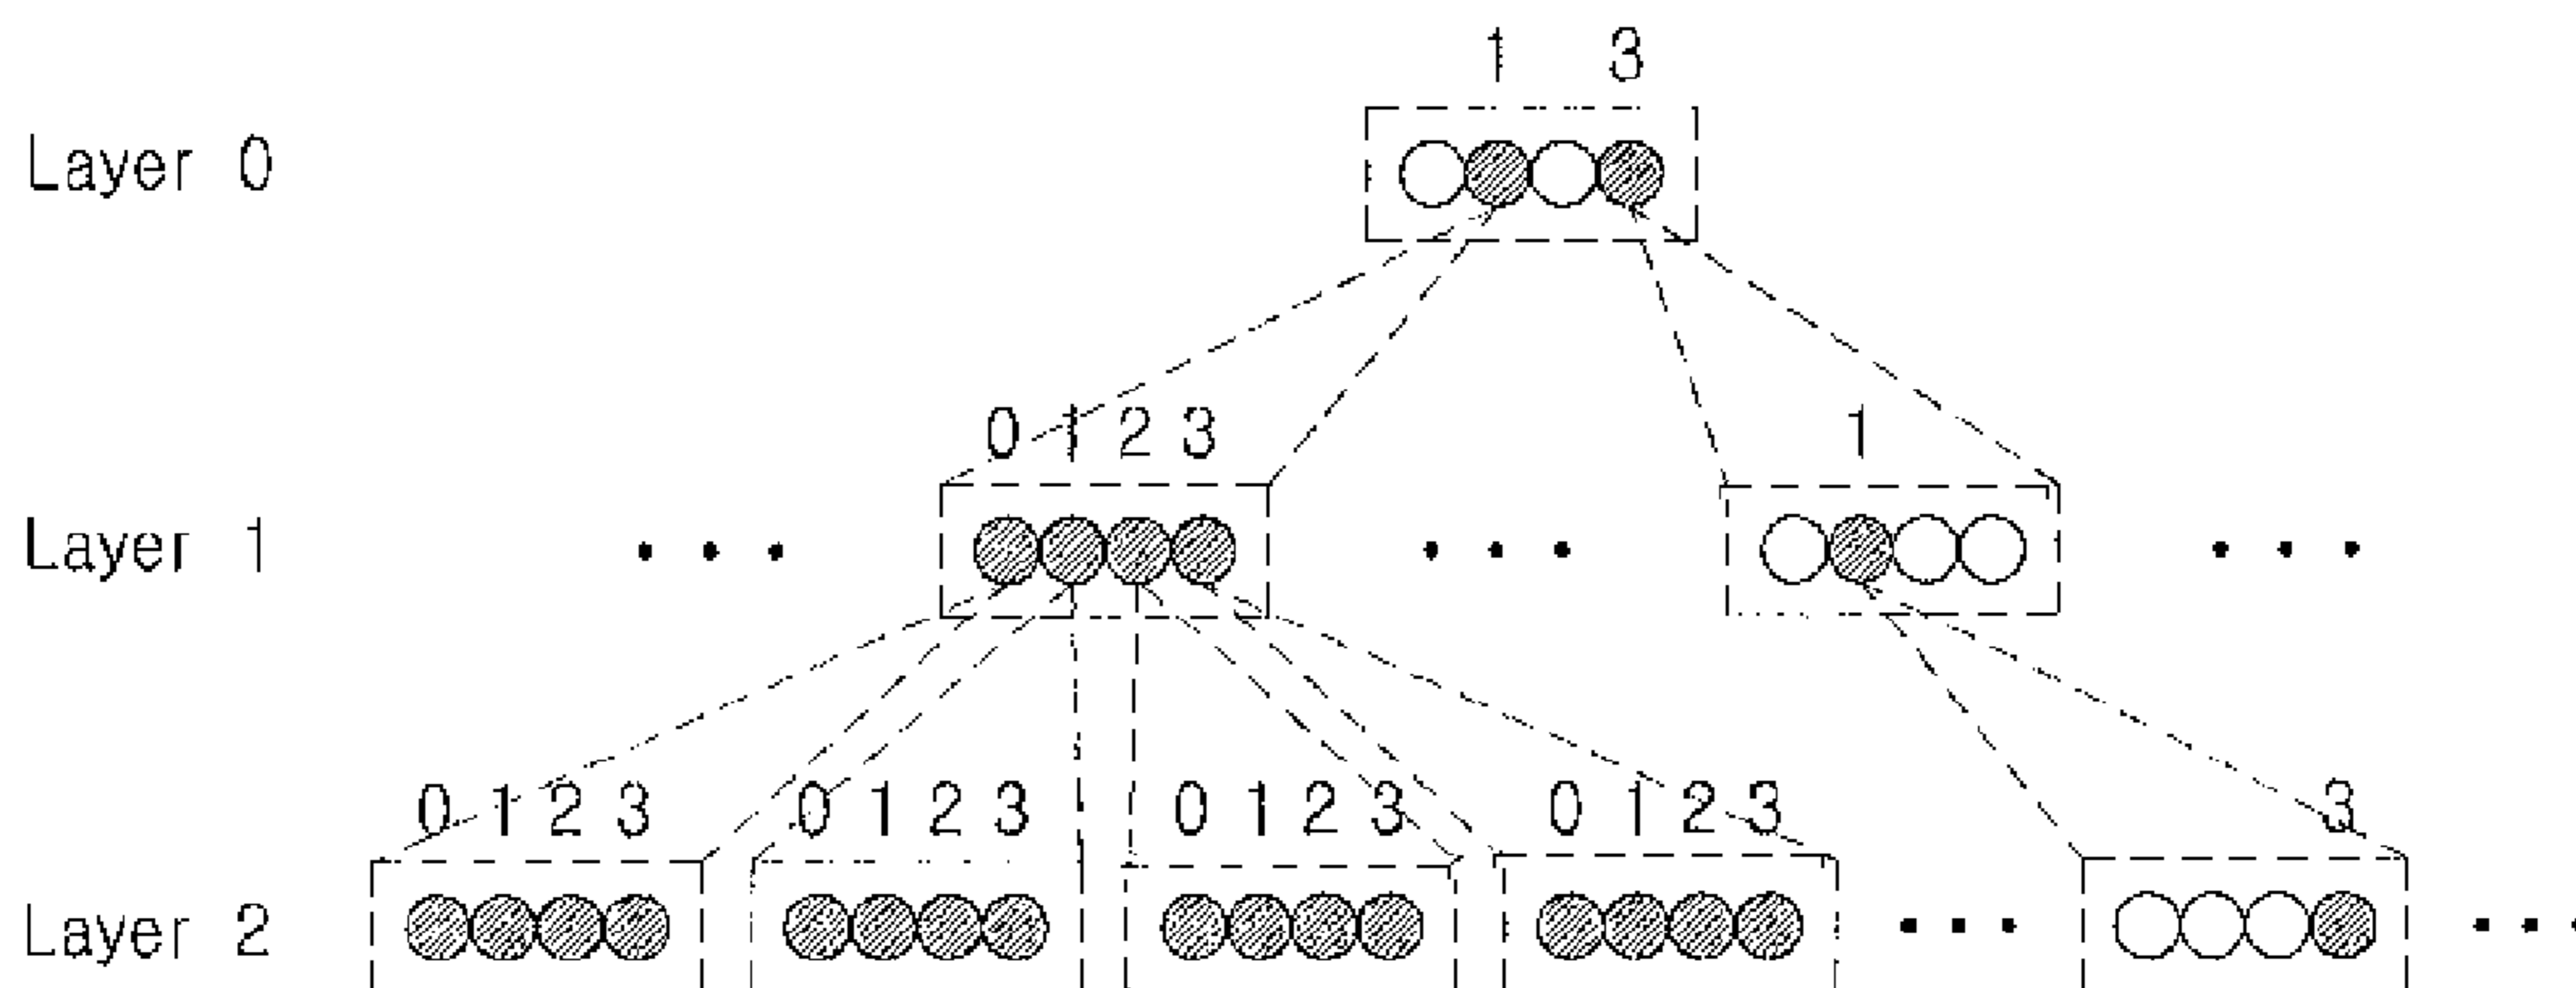 1 3
Layer 0
0 1 2 3 1
Layer 1 • • • • • • • • •
0 1 2 3 0 1 2 3 0 1 2 3 0 1 2 3 3
Layer 2 • • • • • •